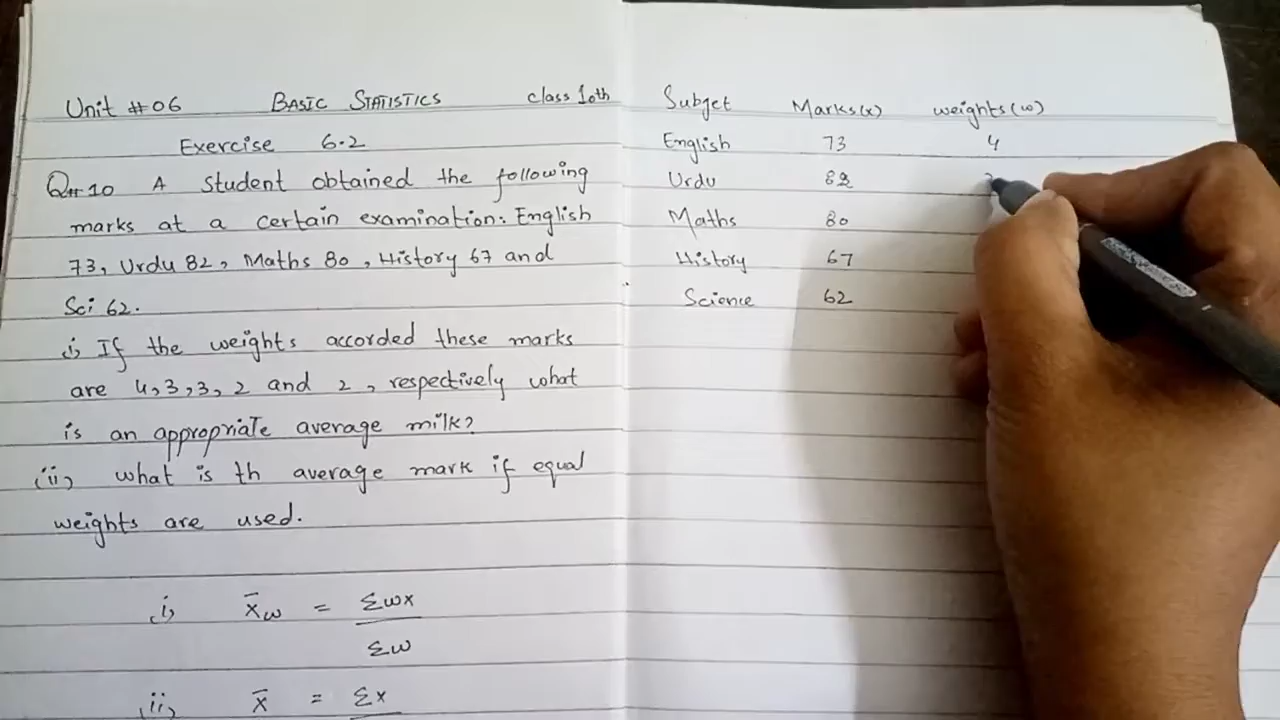 Unit #06 BASIC STATISTICS class 10th
Exercise 6.2
Q#10 A student obtained the following
marks at a certain examination: English
73, Urdu 82, Maths 80, History 67 and
Sci 62.
i, If the weights accorded these marks
are 4,3,3,2 and 2, respectively what
is an appropriate average milk?
(ii, what is th average mark if equal
weights are used.
i, x̄w = Σwx
Σw
(ii, x̄ = Σx
Subjet Marks(x) weights(w)
English 73 4
Urdu 82
Maths 80
History 67
Science 62